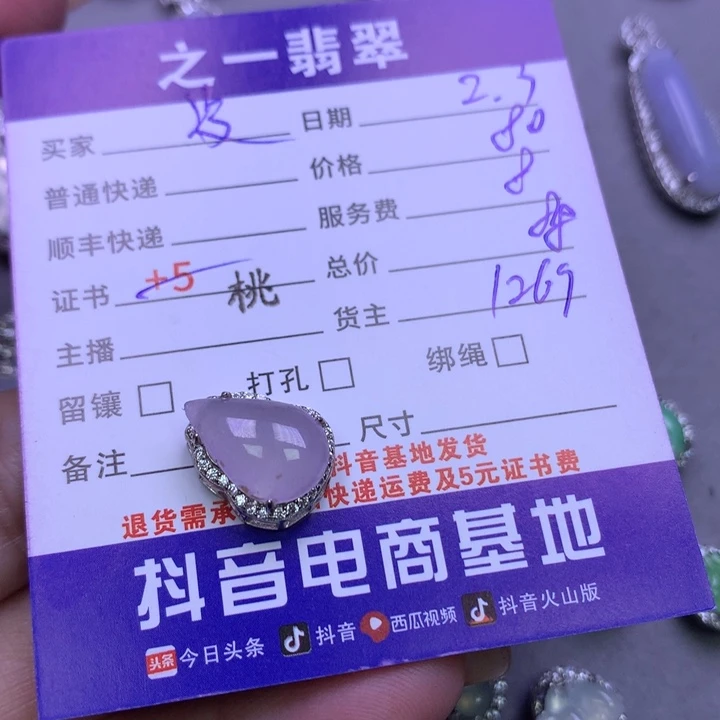 之一翡翠
买家 日期 2.3
普通快递 价格 80
顺丰快递 服务费 8
证书 +5 总价
主播 桃 货主 1269
留镶 打孔 绑绳
备注 尺寸
抖音基地发货
退货需承 快递运费及5元证书费
抖音电商基地
今日头条 抖音 西瓜视频 抖音火山版
头条